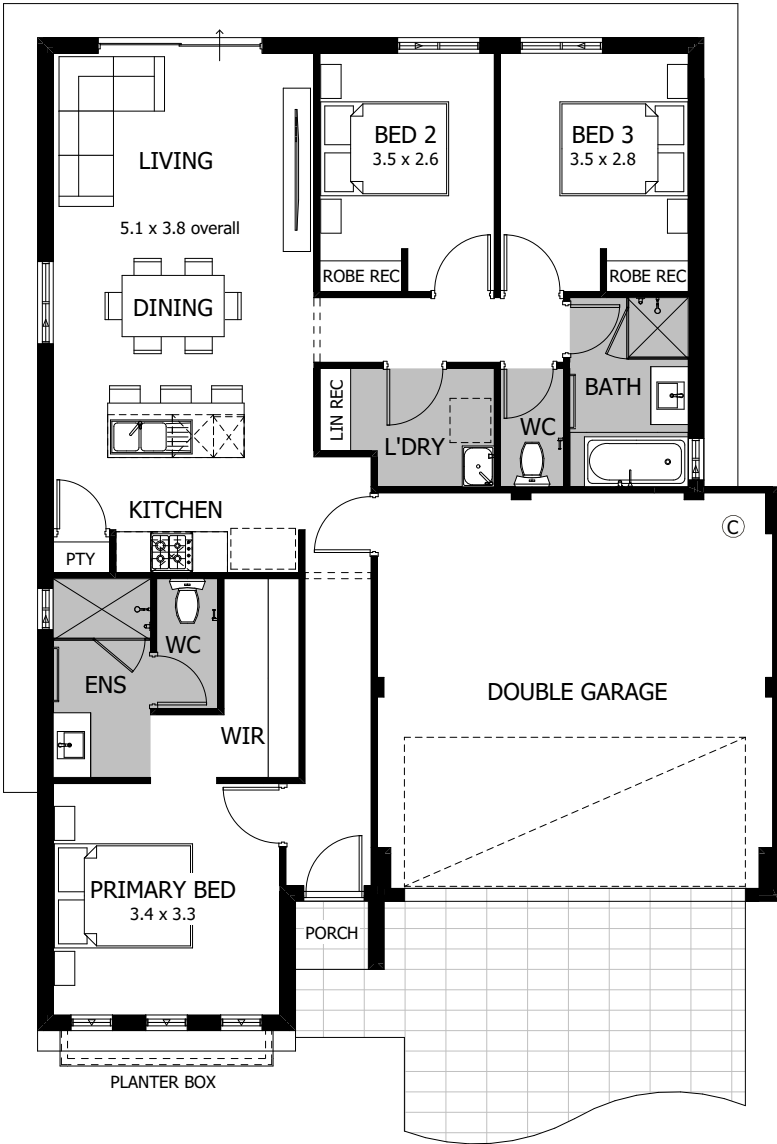 BED 2
3.5 x 2.6
BED 3
3.5 x 2.8
LIVING
5.1 x 3.8 overall
ROBE REC
ROBE REC
DINING
BATH
LIN REC
L'DRY
WC
KITCHEN
C
PTY
WC
ENS
DOUBLE GARAGE
WIR
PRIMARY BED
3.4 x 3.3
PORCH
PLANTER BOX